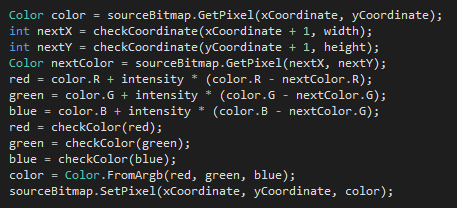 Color color = sourceBitmap.GetPixel(xCoordinate, yCoordinate);
int nextX = checkCoordinate(xCoordinate + 1, width);
int nextY = checkCoordinate(yCoordinate + 1, height);
Color nextColor = sourceBitmap.GetPixel(nextX, nextY);
red = color.R + intensity * (color.R - nextColor.R);
green = color.G + intensity * (color.G - nextColor.G);
blue = color.B + intensity * (color.B - nextColor.G);
red = checkColor(red);
green = checkColor(green);
blue = checkColor(blue);
color = Color.FromArgb(red, green, blue);
sourceBitmap.SetPixel(xCoordinate, yCoordinate, color);